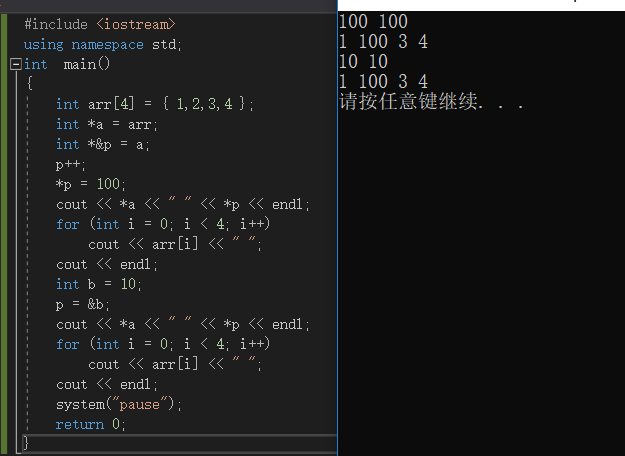 #include <iostream>
using namespace std;
int  main()
{
    int arr[4] = { 1,2,3,4 };
    int *a = arr;
    int *&p = a;
    p++;
    *p = 100;
    cout << *a << " " << *p << endl;
    for (int i = 0; i < 4; i++)
        cout << arr[i] << " ";
    cout << endl;
    int b = 10;
    p = &b;
    cout << *a << " " << *p << endl;
    for (int i = 0; i < 4; i++)
        cout << arr[i] << " ";
    cout << endl;
    system("pause");
    return 0;
}
100 100
1 100 3 4
10 10
1 100 3 4
请按任意键继续. . .